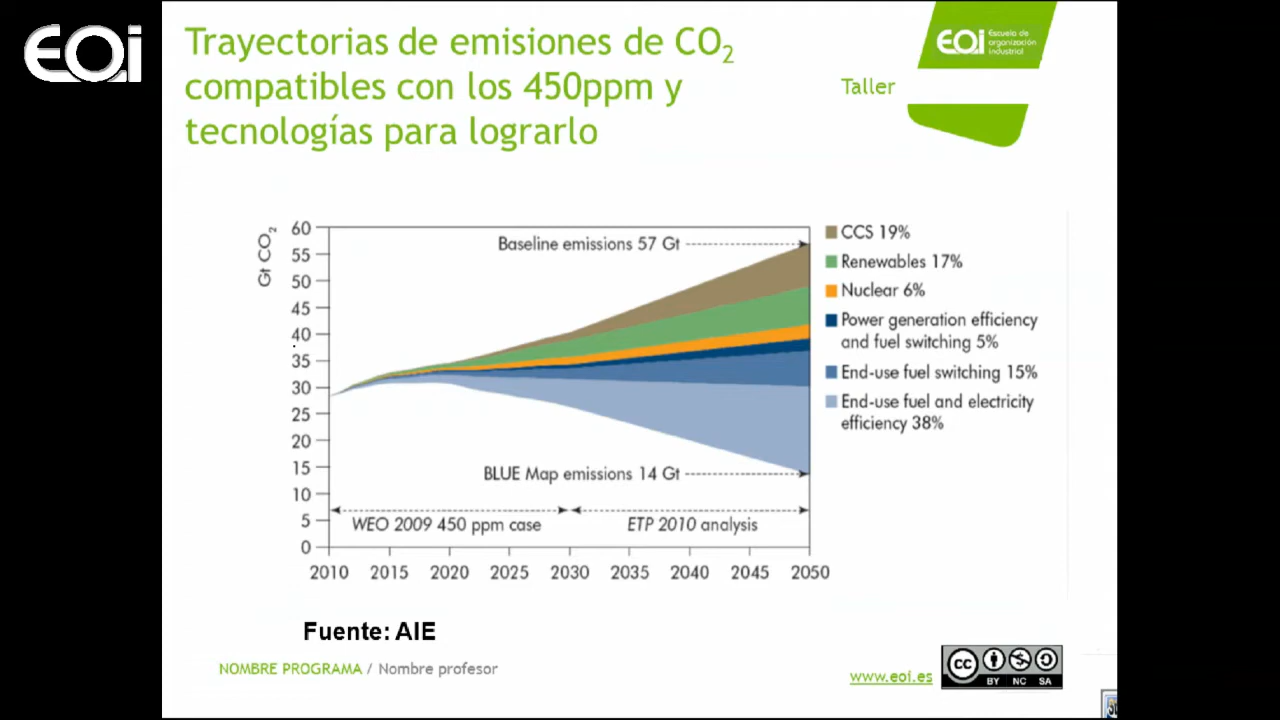 EOi
Trayectorias de emisiones de CO₂
compatibles con los 450ppm y
tecnologías para lograrlo
EOi Escuela de
organización
industrial
Taller
Gt CO₂
60
55
50
45
40
35
30
25
20
15
10
5
0
Baseline emissions 57 Gt
BLUE Map emissions 14 Gt
WEO 2009 450 ppm case
ETP 2010 analysis
2010 2015 2020 2025 2030 2035 2040 2045 2050
CCS 19%
Renewables 17%
Nuclear 6%
Power generation efficiency
and fuel switching 5%
End-use fuel switching 15%
End-use fuel and electricity
efficiency 38%
Fuente: AIE
NOMBRE PROGRAMA / Nombre profesor
www.eoi.es
cc BY NC SA